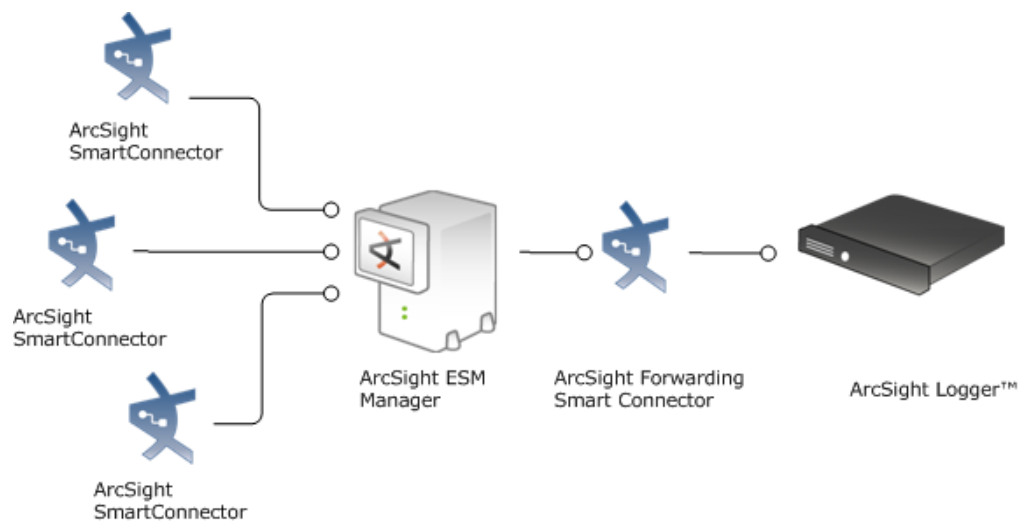 ArcSight
SmartConnector
ArcSight
SmartConnector
ArcSight
SmartConnector
ArcSight ESM
Manager
ArcSight Forwarding
Smart Connector
ArcSight Logger™